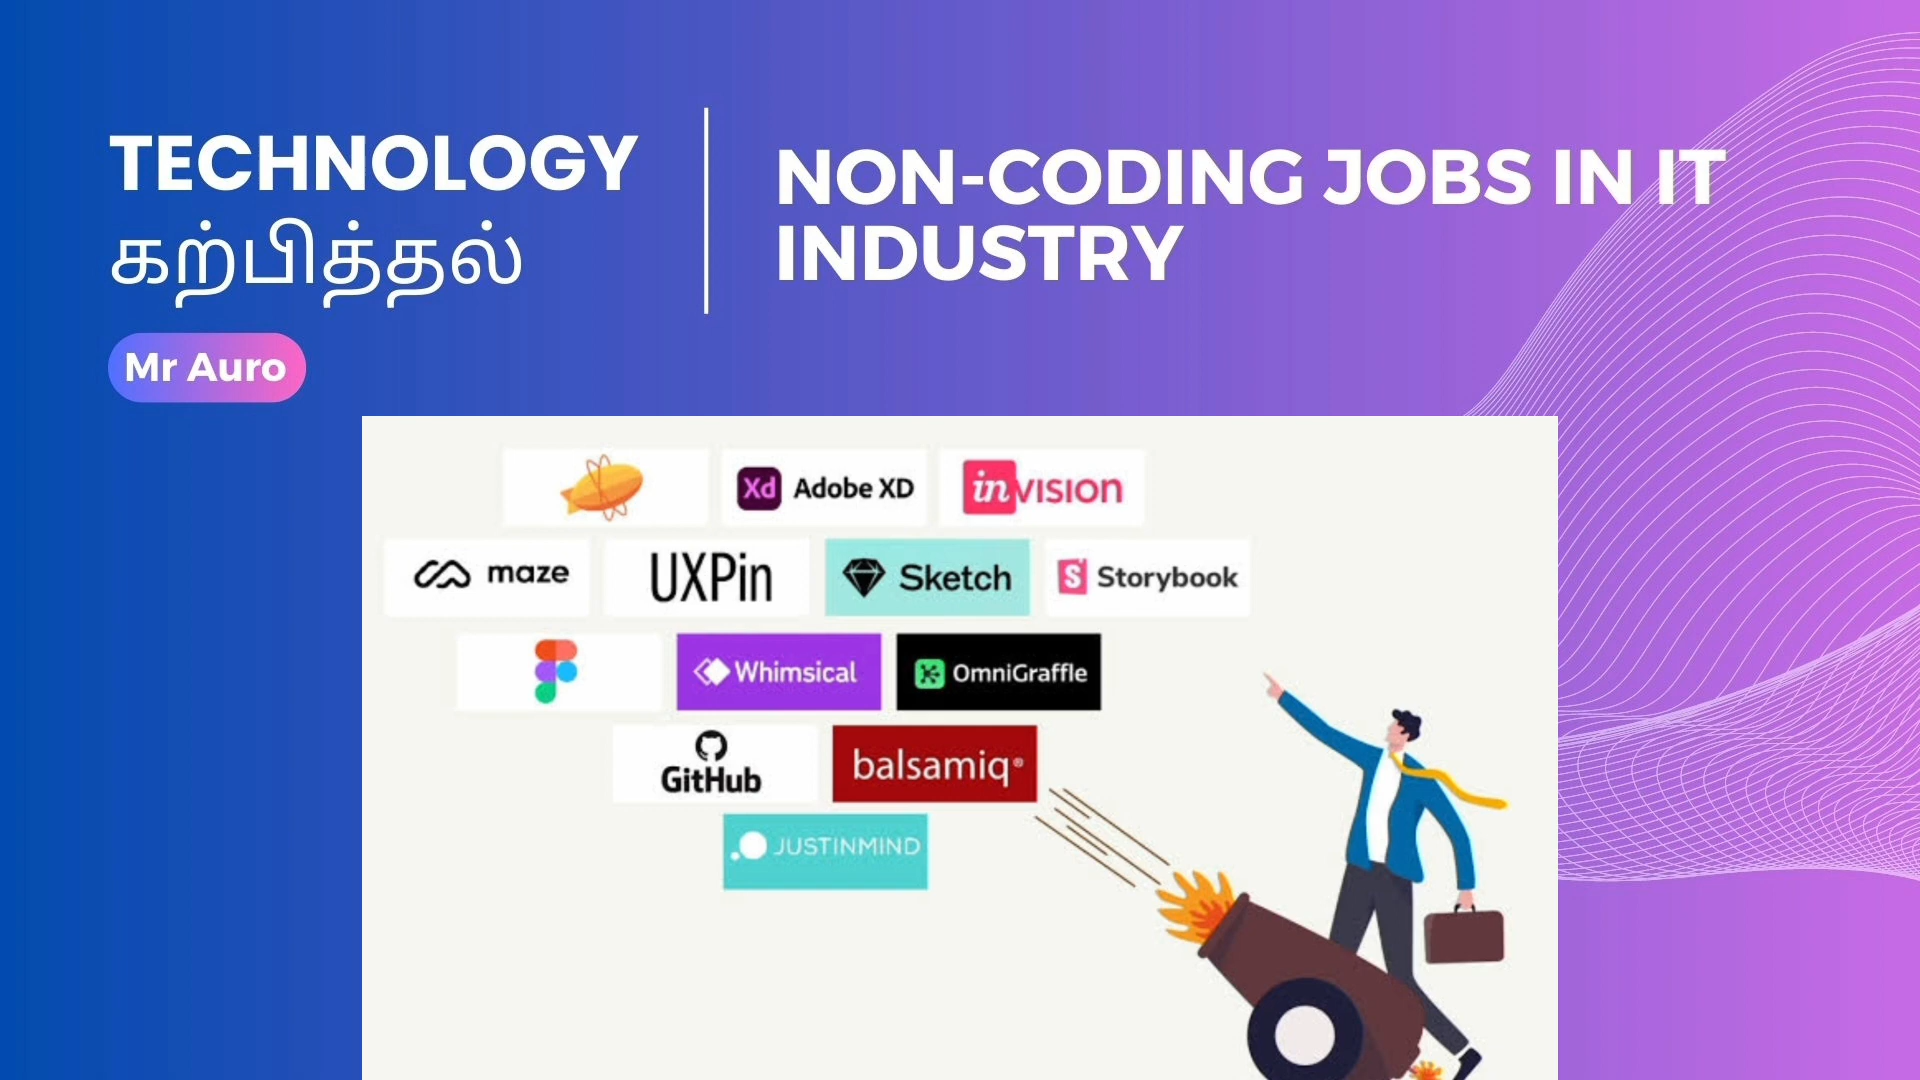 TECHNOLOGY
கற்பித்தல்
Mr Auro
NON-CODING JOBS IN IT
INDUSTRY
Xd Adobe XD
inVISION
maze
UXPin
Sketch
S Storybook
Whimsical
OmniGraffle
GitHub
balsamiq®
JUSTINMIND